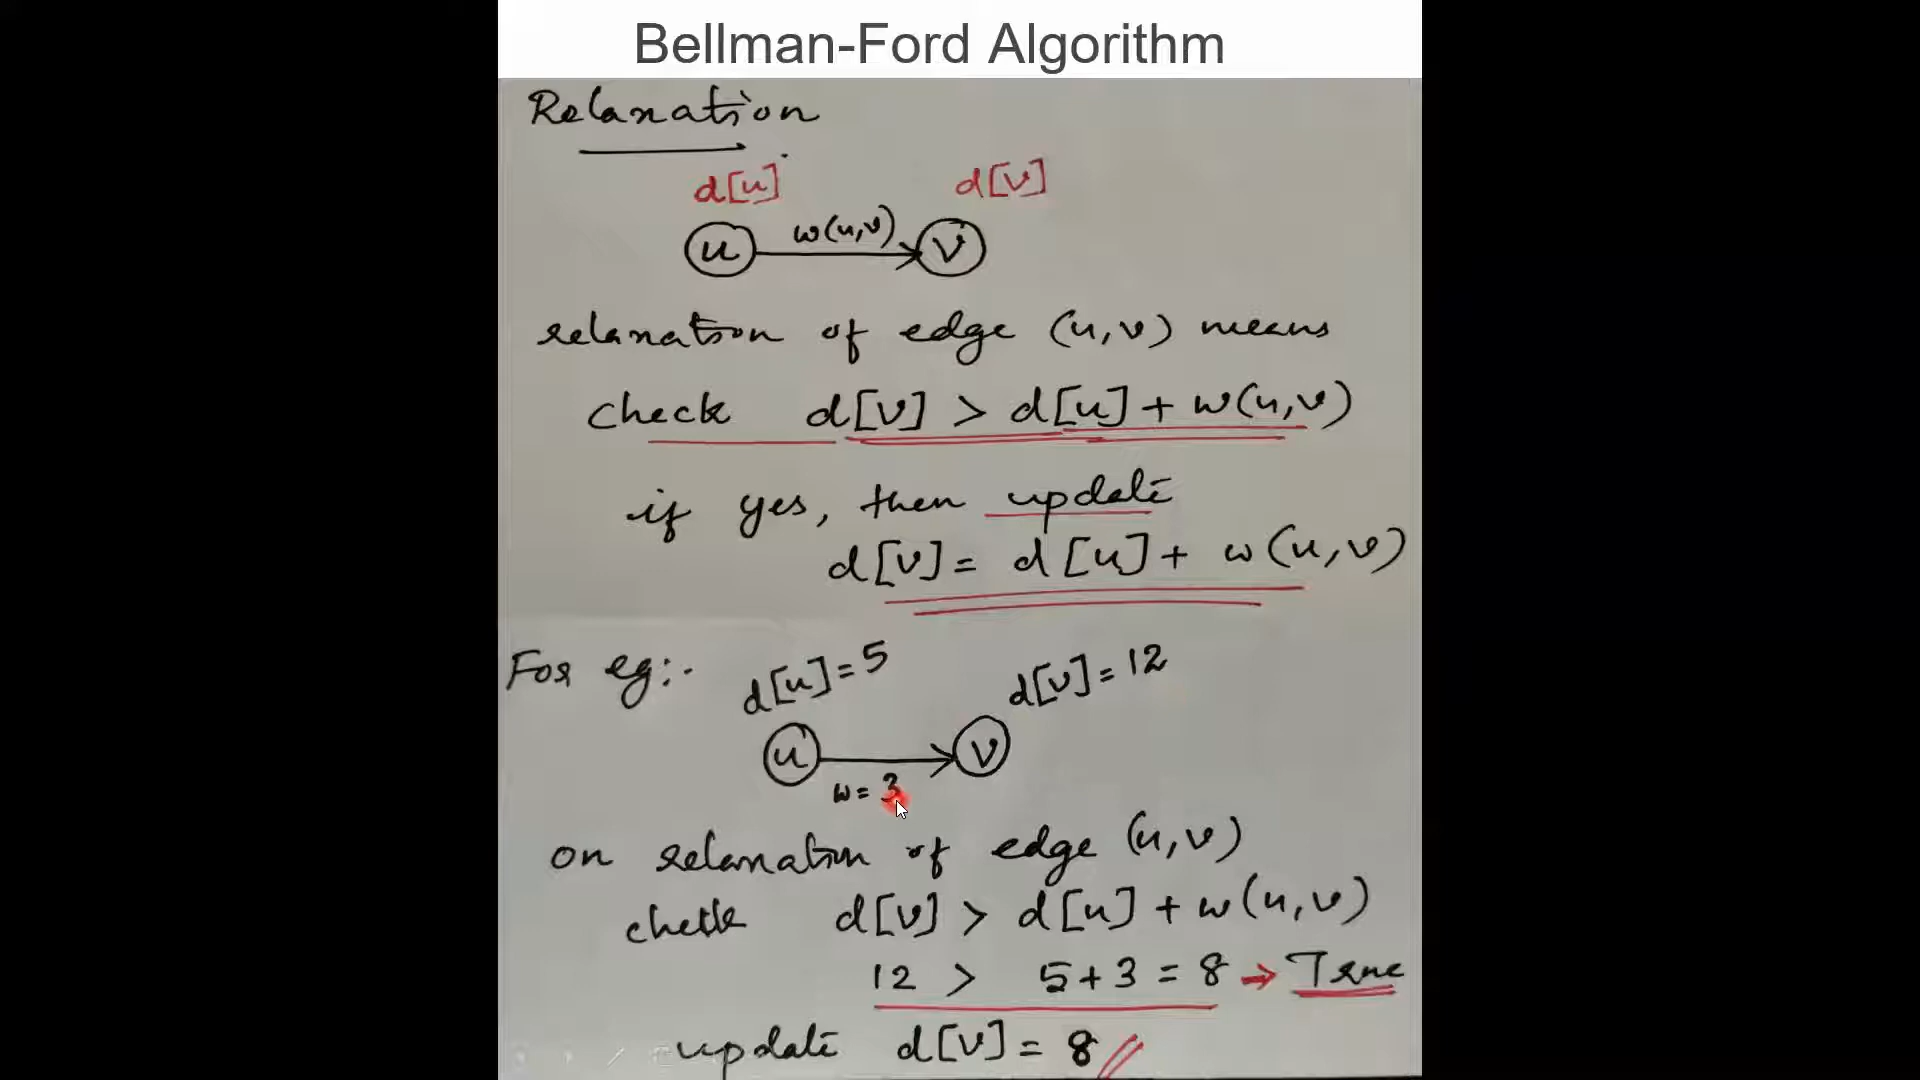 Bellman-Ford Algorithm
Relaxation
d[u] d[v]
u w(u,v) v
relaxation of edge (u,v) means
check d[v] > d[u] + w(u,v)
if yes, then update
d[v] = d[u] + w(u,v)
For eg:-
d[u]=5 d[v]=12
u v
w=3
on relaxation of edge (u,v)
check d[v] > d[u] + w(u,v)
12 > 5+3 = 8 → True
update d[v] = 8 //